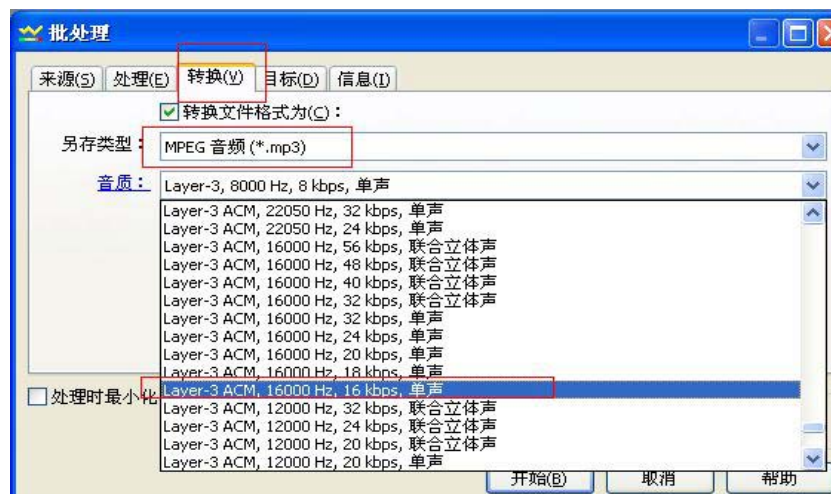 批处理
来源(S) 处理(E) 转换(V) 目标(D) 信息(I)
转换文件格式为(C)：
另存类型： MPEG 音频 (*.mp3)
音质： Layer-3, 8000 Hz, 8 kbps, 单声
Layer-3 ACM, 22050 Hz, 32 kbps, 单声
Layer-3 ACM, 22050 Hz, 24 kbps, 单声
Layer-3 ACM, 16000 Hz, 56 kbps, 联合立体声
Layer-3 ACM, 16000 Hz, 48 kbps, 联合立体声
Layer-3 ACM, 16000 Hz, 40 kbps, 联合立体声
Layer-3 ACM, 16000 Hz, 32 kbps, 联合立体声
Layer-3 ACM, 16000 Hz, 32 kbps, 单声
Layer-3 ACM, 16000 Hz, 24 kbps, 单声
Layer-3 ACM, 16000 Hz, 20 kbps, 单声
Layer-3 ACM, 16000 Hz, 18 kbps, 单声
处理时最小化 Layer-3 ACM, 16000 Hz, 16 kbps, 单声
Layer-3 ACM, 12000 Hz, 32 kbps, 联合立体声
Layer-3 ACM, 12000 Hz, 24 kbps, 联合立体声
Layer-3 ACM, 12000 Hz, 20 kbps, 联合立体声
Layer-3 ACM, 12000 Hz, 20 kbps, 单声
开始(B) 取消 帮助